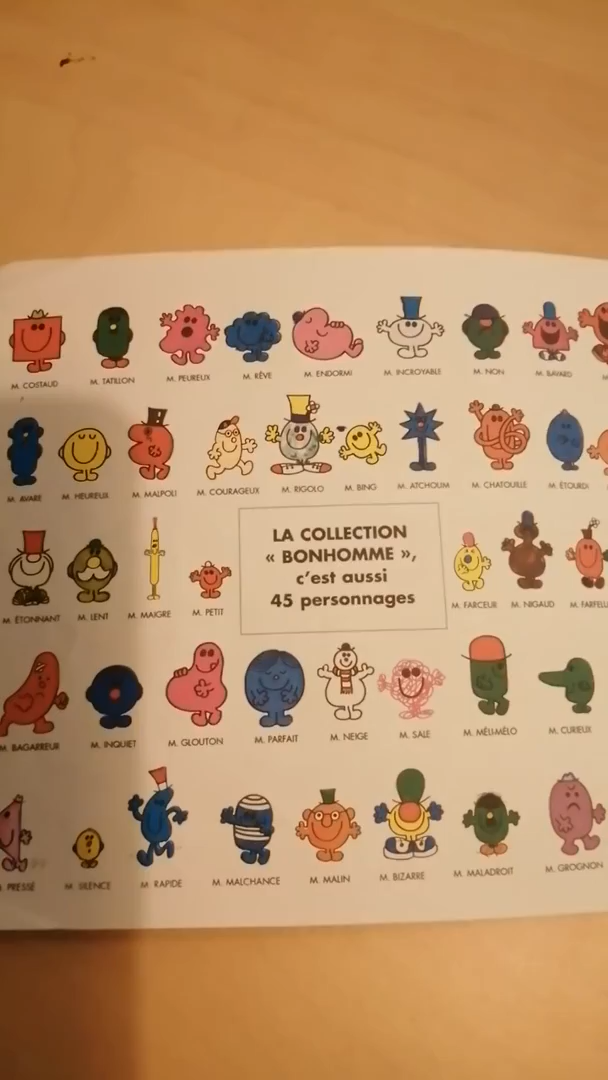 M. COSTAUD M. TATILLON M. PEUREUX M. RÊVE M. ENDORMI M. INCROYABLE M. NON M. BAVARD
M. AVARE M. HEUREUX M. MALPOLI M. COURAGEUX M. RIGOLO M. BING M. ATCHOUM M. CHATOUILLE M. ÉTOURDI
LA COLLECTION
« BONHOMME »,
c'est aussi
45 personnages
M. ÉTONNANT M. LENT M. MAIGRE M. PETIT M. FARCEUR M. NIGAUD M. FARFELU
M. BAGARREUR M. INQUIET M. GLOUTON M. PARFAIT M. NEIGE M. SALE M. MÉLI-MÉLO M. CURIEUX
PRESSÉ M. SILENCE M. RAPIDE M. MALCHANCE M. MALIN M. BIZARRE M. MALADROIT M. GROGNON